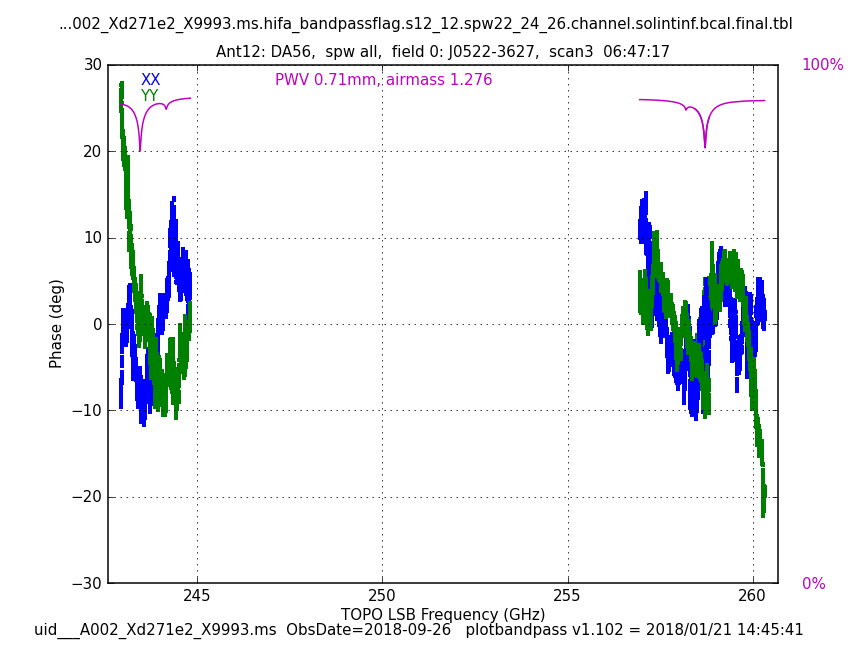 ...002_Xd271e2_X9993.ms.hifa_bandpassflag.s12_12.spw22_24_26.channel.solintinf.bcal.final.tbl
Ant12: DA56,  spw all,  field 0: J0522-3627,  scan3  06:47:17
30
100%
XX
PWV 0.71mm, airmass 1.276
YY
20
10
0
Phase (deg)
−10
−20
−30
0%
245
250
255
260
TOPO LSB Frequency (GHz)
uid___A002_Xd271e2_X9993.ms  ObsDate=2018-09-26   plotbandpass v1.102 = 2018/01/21 14:45:41